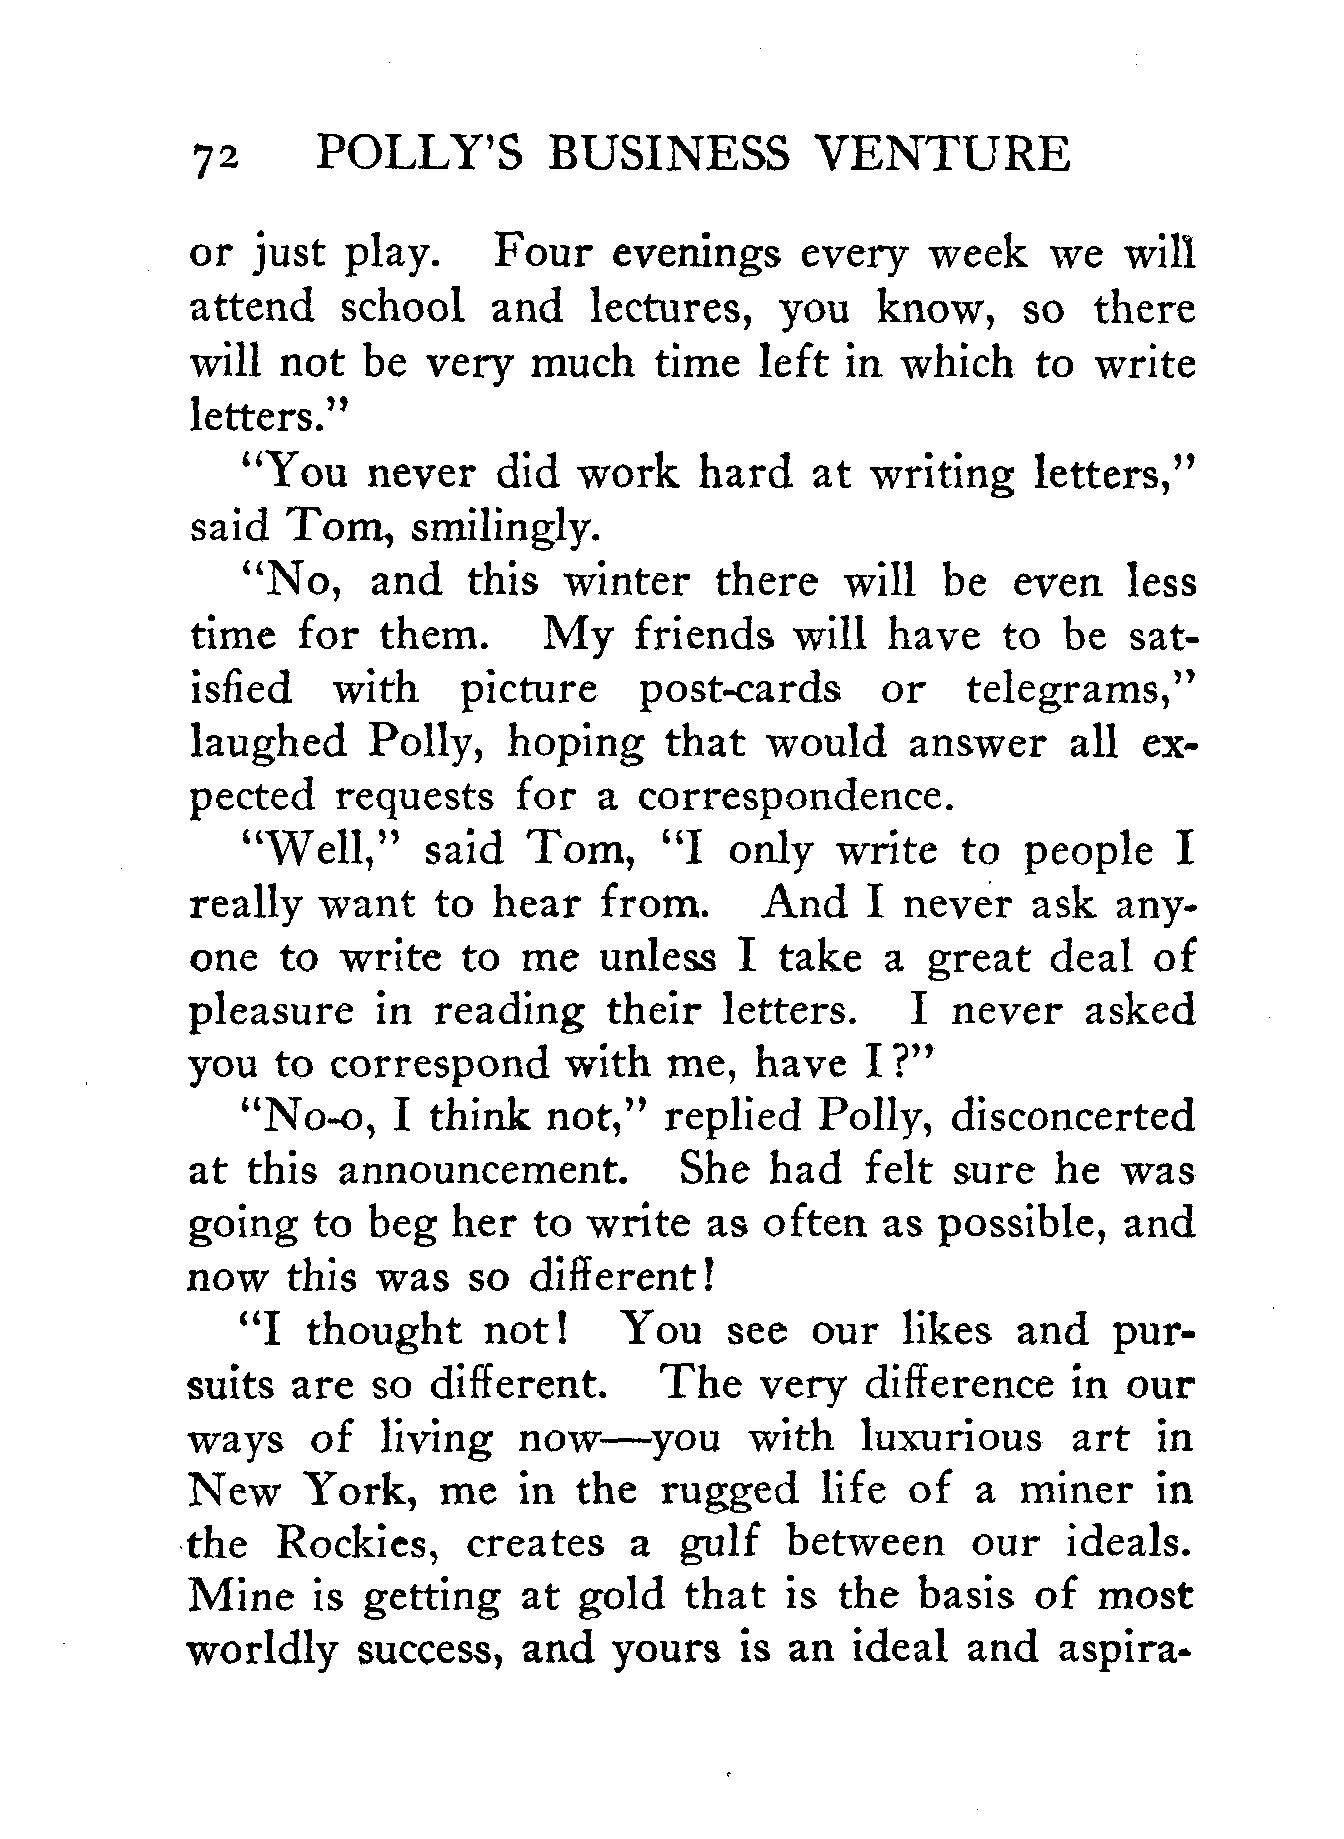 72 POLLY'S BUSINESS VENTURE
or just play. Four evenings every week we will
attend school and lectures, you know, so there
will not be very much time left in which to write
letters."
"You never did work hard at writing letters,"
said Tom, smilingly.
"No, and this winter there will be even less
time for them. My friends will have to be sat-
isfied with picture post-cards or telegrams,"
laughed Polly, hoping that would answer all ex-
pected requests for a correspondence.
"Well," said Tom, "I only write to people I
really want to hear from. And I never ask any-
one to write to me unless I take a great deal of
pleasure in reading their letters. I never asked
you to correspond with me, have I?"
"No-o, I think not," replied Polly, disconcerted
at this announcement. She had felt sure he was
going to beg her to write as often as possible, and
now this was so different!
"I thought not! You see our likes and pur-
suits are so different. The very difference in our
ways of living now—you with luxurious art in
New York, me in the rugged life of a miner in
the Rockies, creates a gulf between our ideals.
Mine is getting at gold that is the basis of most
worldly success, and yours is an ideal and aspira-